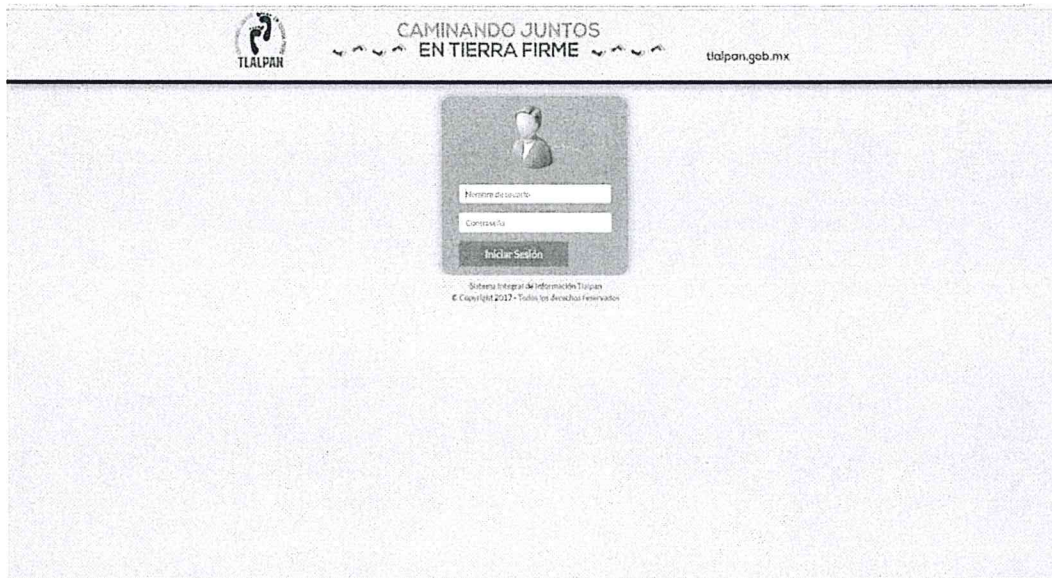 TLALPAN
CAMINANDO JUNTOS
EN TIERRA FIRME
tlalpan.gob.mx
Nombre de usuario
Contraseña
Iniciar Sesión
Sistema Integral de Información Tlalpan
© Copyright 2017 - Todos los derechos reservados